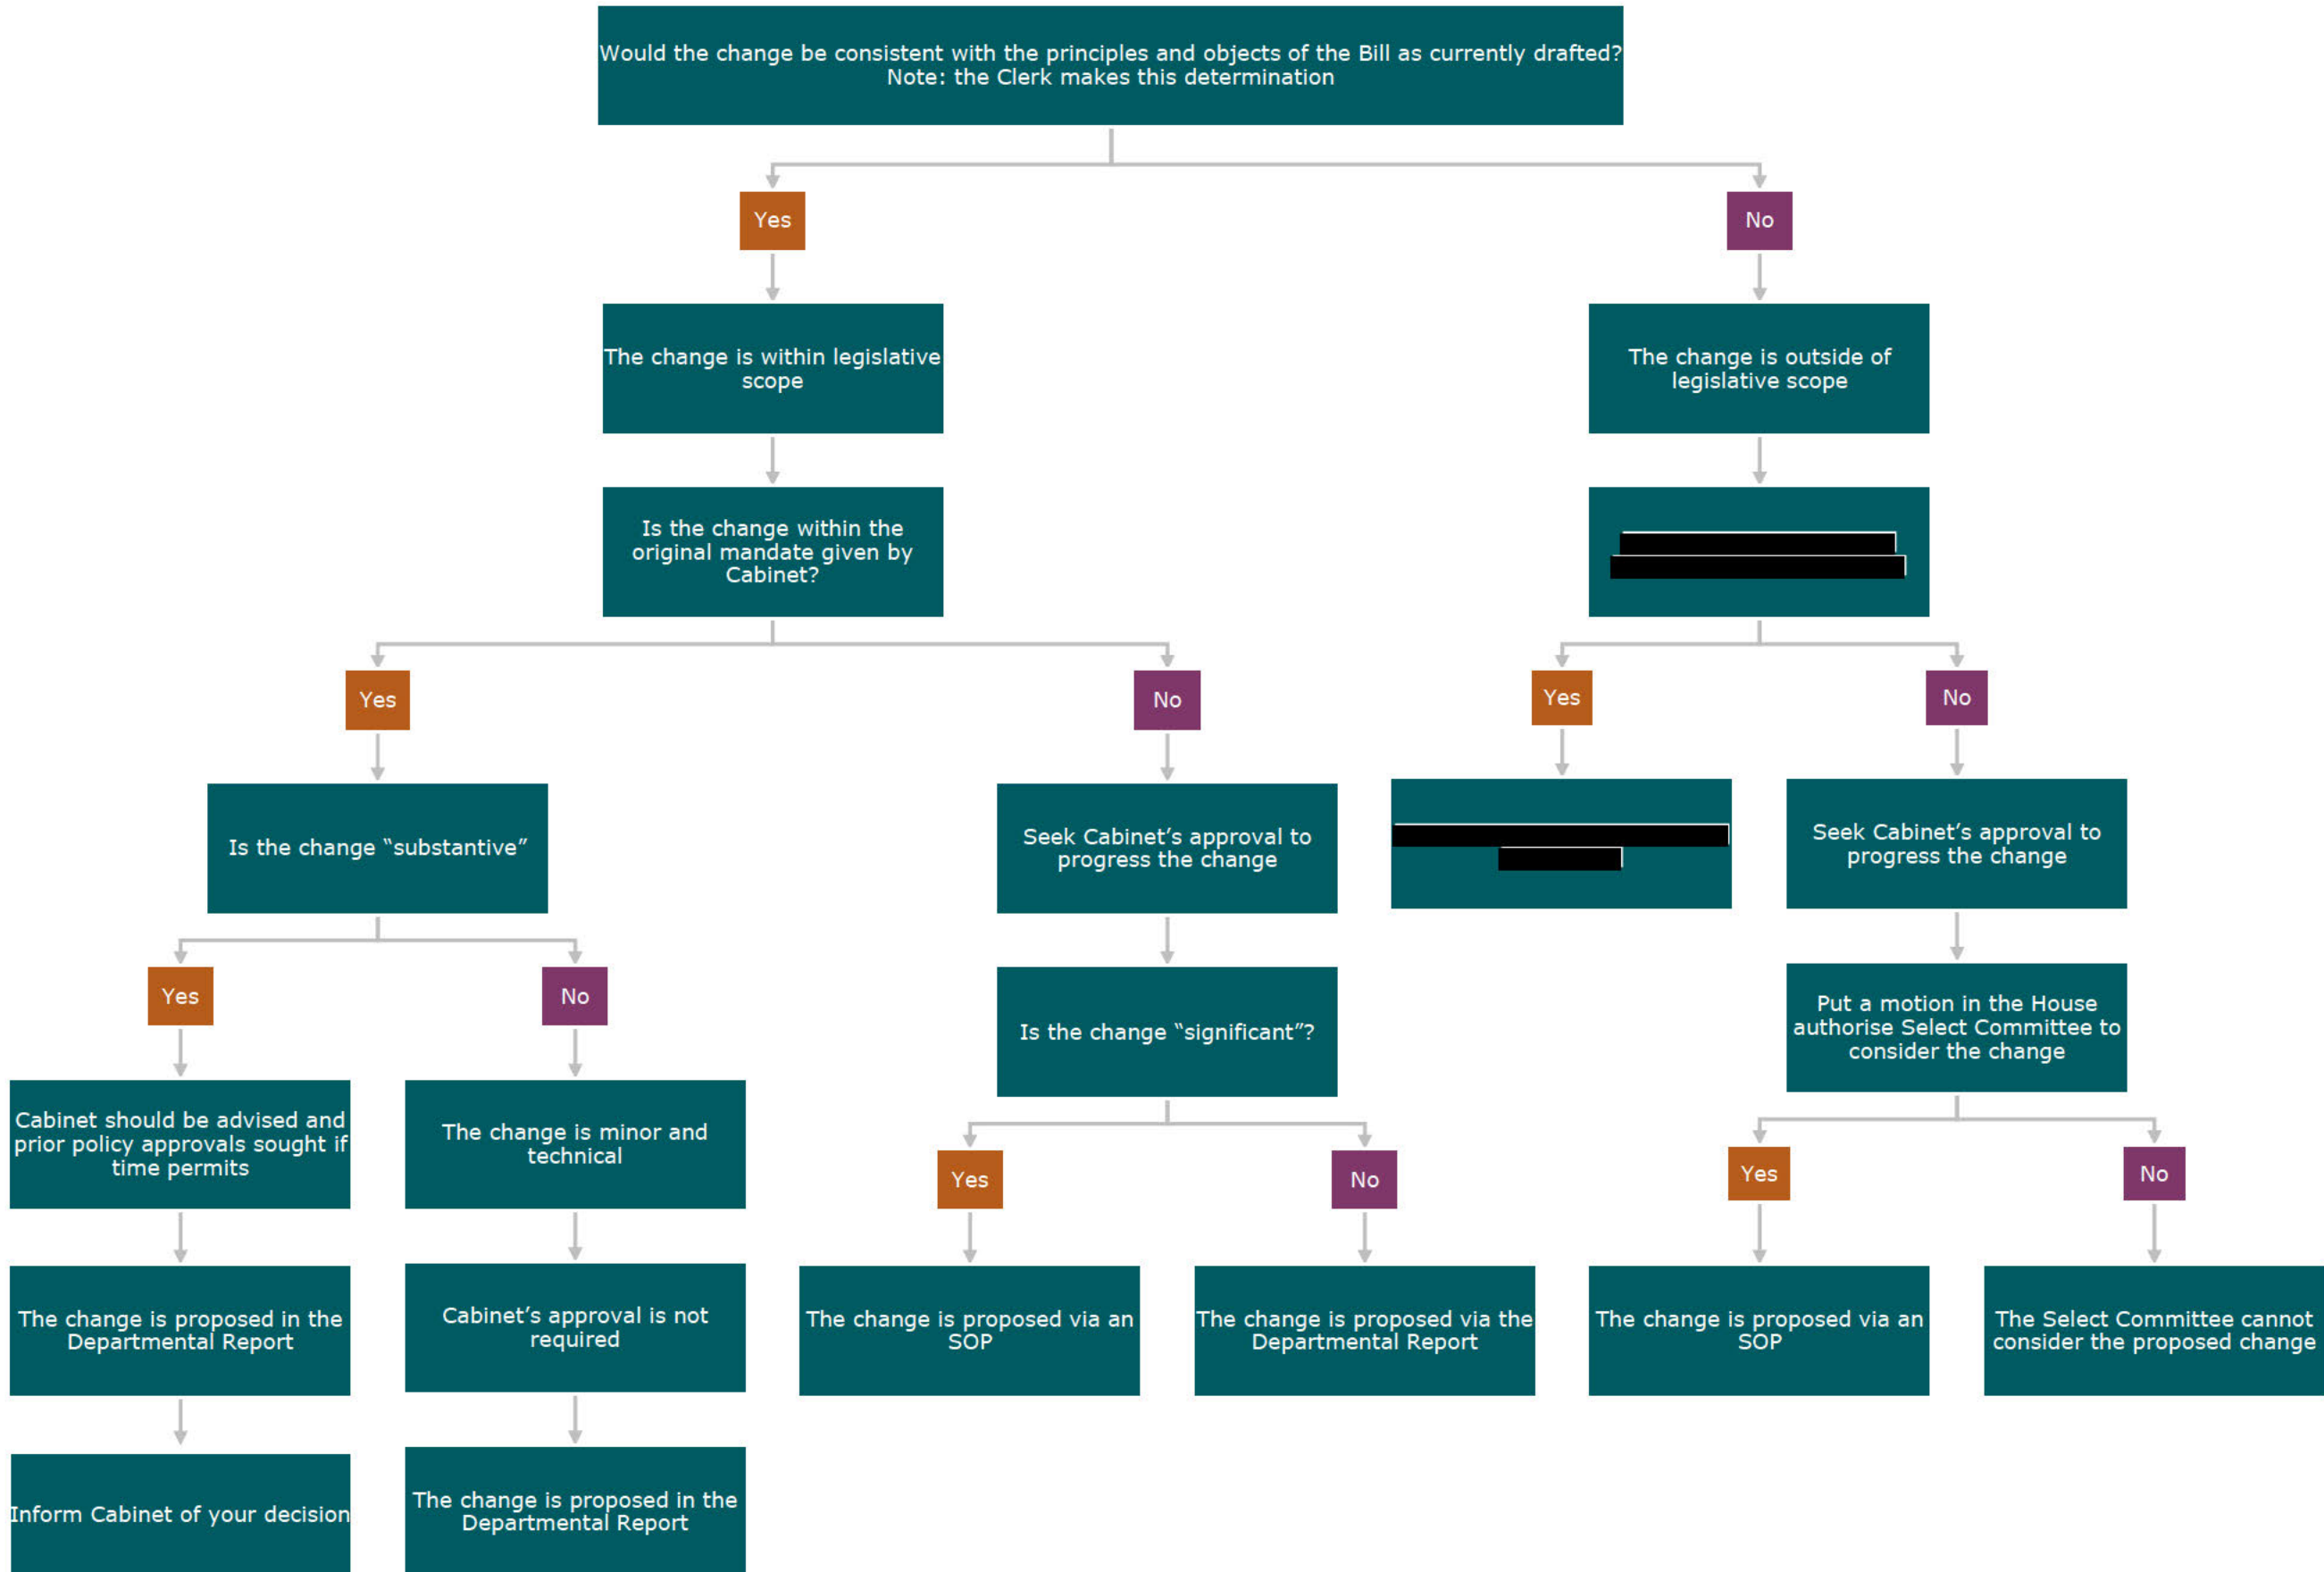 Would the change be consistent with the principles and objects of the Bill as currently drafted?
Note: the Clerk makes this determination
Yes
No
The change is within legislative
scope
The change is outside of
legislative scope
Is the change within the
original mandate given by
Cabinet?
Yes
No
Yes
No
Is the change “substantive”
Seek Cabinet’s approval to
progress the change
Seek Cabinet’s approval to
progress the change
Yes
No
Is the change “significant”?
Put a motion in the House
authorise Select Committee to
consider the change
Cabinet should be advised and
prior policy approvals sought if
time permits
The change is minor and
technical
Yes
No
Yes
No
The change is proposed in the
Departmental Report
Cabinet’s approval is not
required
The change is proposed via an
SOP
The change is proposed via the
Departmental Report
The change is proposed via an
SOP
The Select Committee cannot
consider the proposed change
Inform Cabinet of your decision
The change is proposed in the
Departmental Report